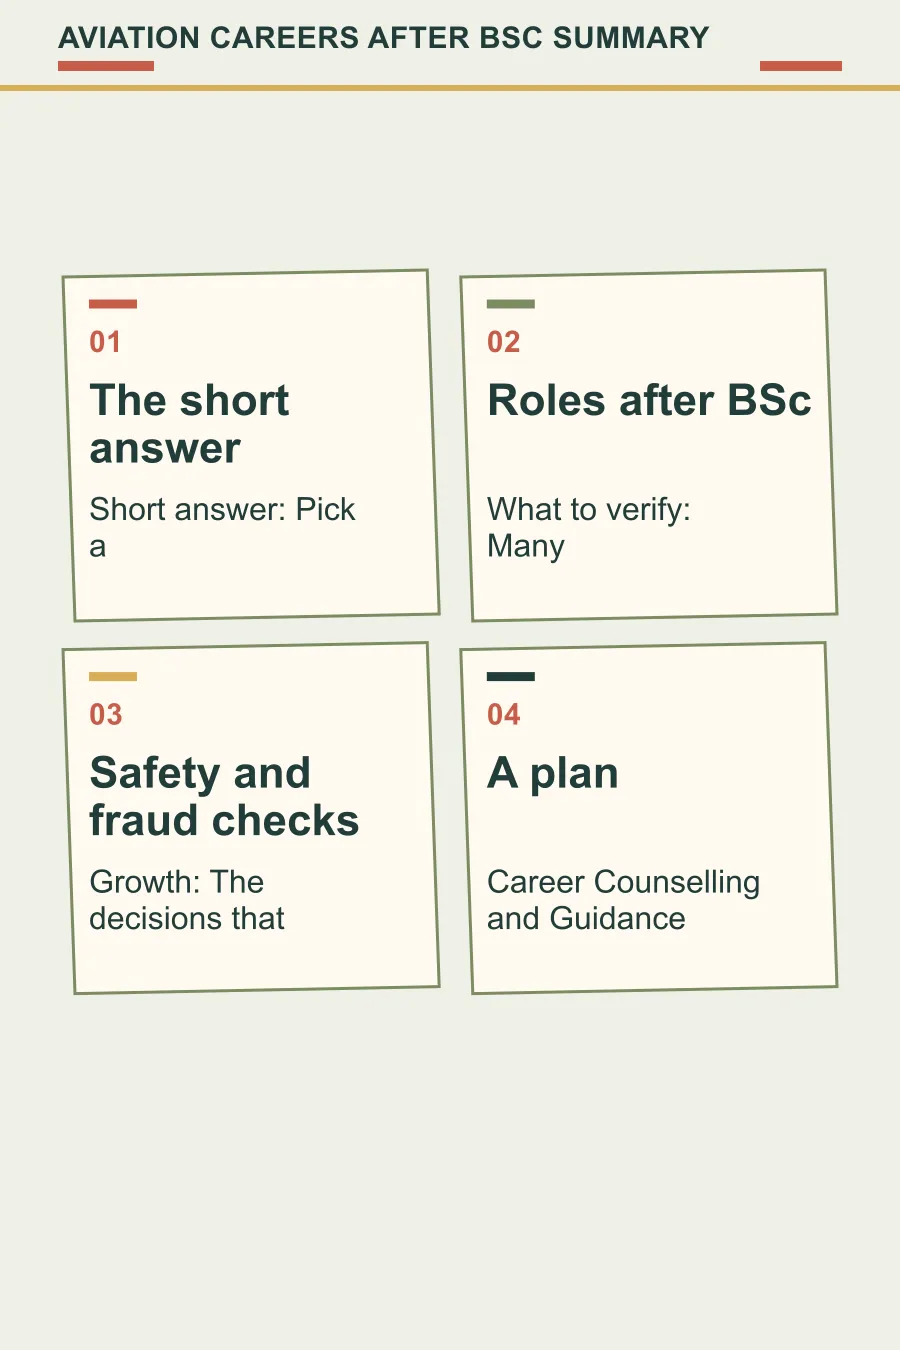 AVIATION CAREERS AFTER BSC SUMMARY
01
The short
answer
Short answer: Pick
a
02
Roles after BSc
What to verify:
Many
03
Safety and
fraud checks
Growth: The
decisions that
04
A plan
Career Counselling
and Guidance